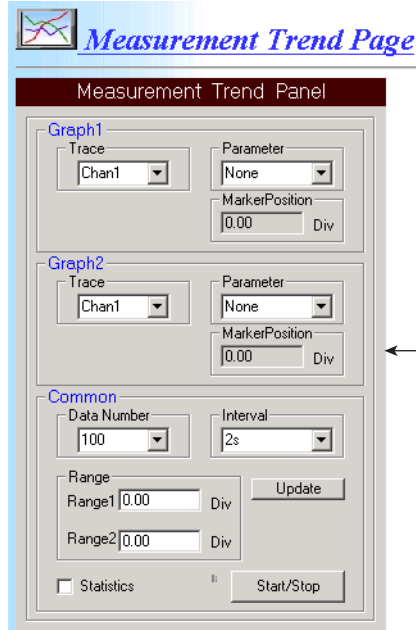 Measurement Trend Page
Measurement Trend Panel
Graph1
Trace
Parameter
Chan1
None
MarkerPosition
0.00 Div
Graph2
Trace
Parameter
Chan1
None
MarkerPosition
0.00 Div
Common
Data Number
Interval
100
2s
Range
Range1 0.00 Div
Update
Range2 0.00 Div
Statistics
Start/Stop